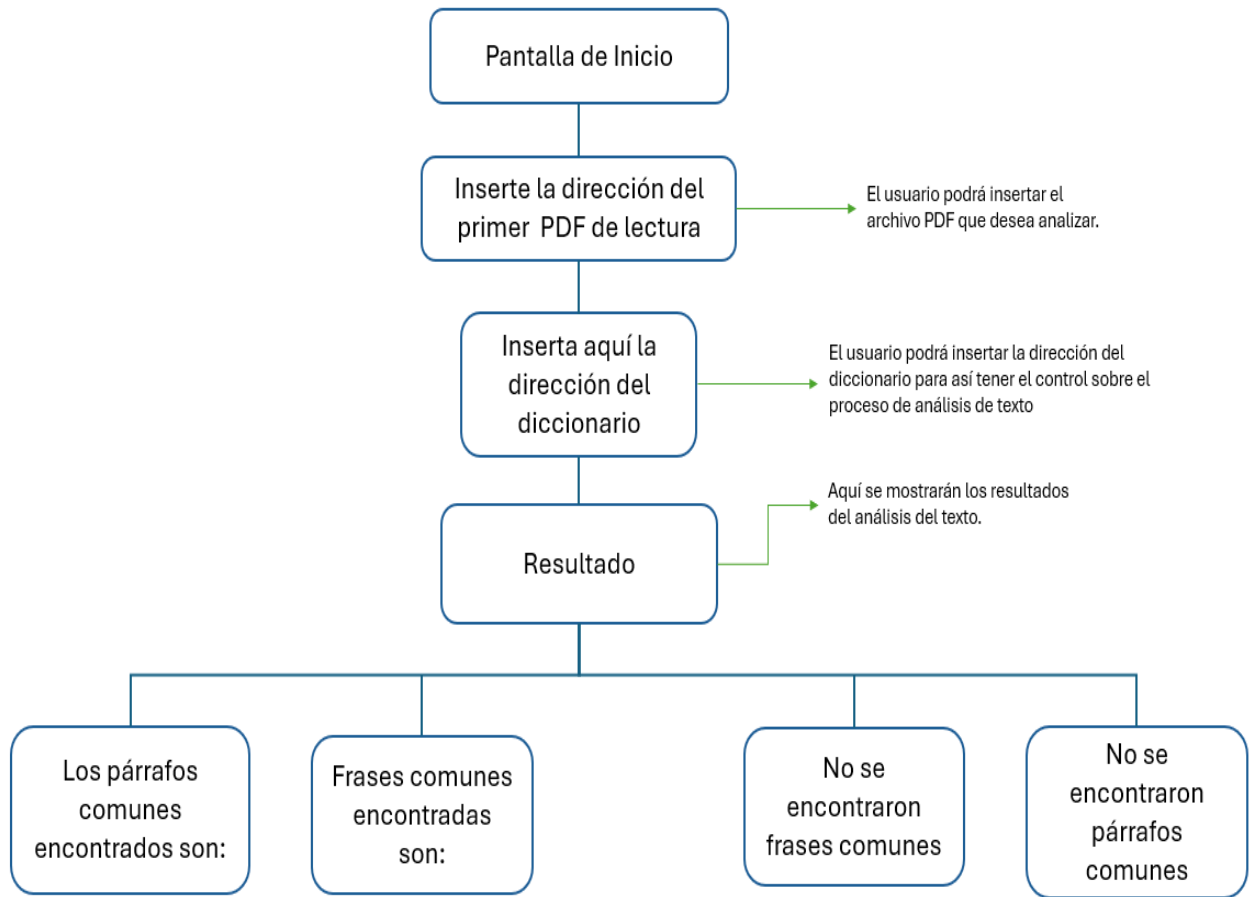 Pantalla de Inicio
Inserte la dirección del
primer PDF de lectura
El usuario podrá insertar el
archivo PDF que desea analizar.
Inserta aquí la
dirección del
diccionario
El usuario podrá insertar la dirección del
diccionario para así tener el control sobre el
proceso de análisis de texto
Resultado
Aquí se mostrarán los resultados
del análisis del texto.
Los párrafos
comunes
encontrados son:
Frases comunes
encontradas
son:
No se
encontraron
frases comunes
No se
encontraron
párrafos
comunes